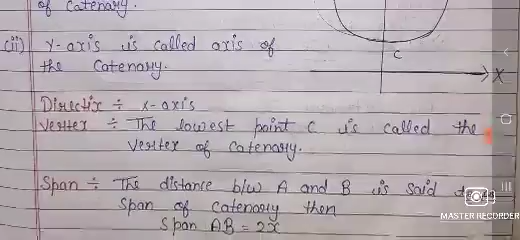 of Catenary.
(ii) Y-axis is called axis of
the Catenary.
C
X
Directix ÷ x-axis
Vertex ÷ The lowest point C is called the
Vertex of Catenary.
Span ÷ The distance b/w A and B is said
Span of Catenary then
Span AB = 2x
MASTER RECORDER